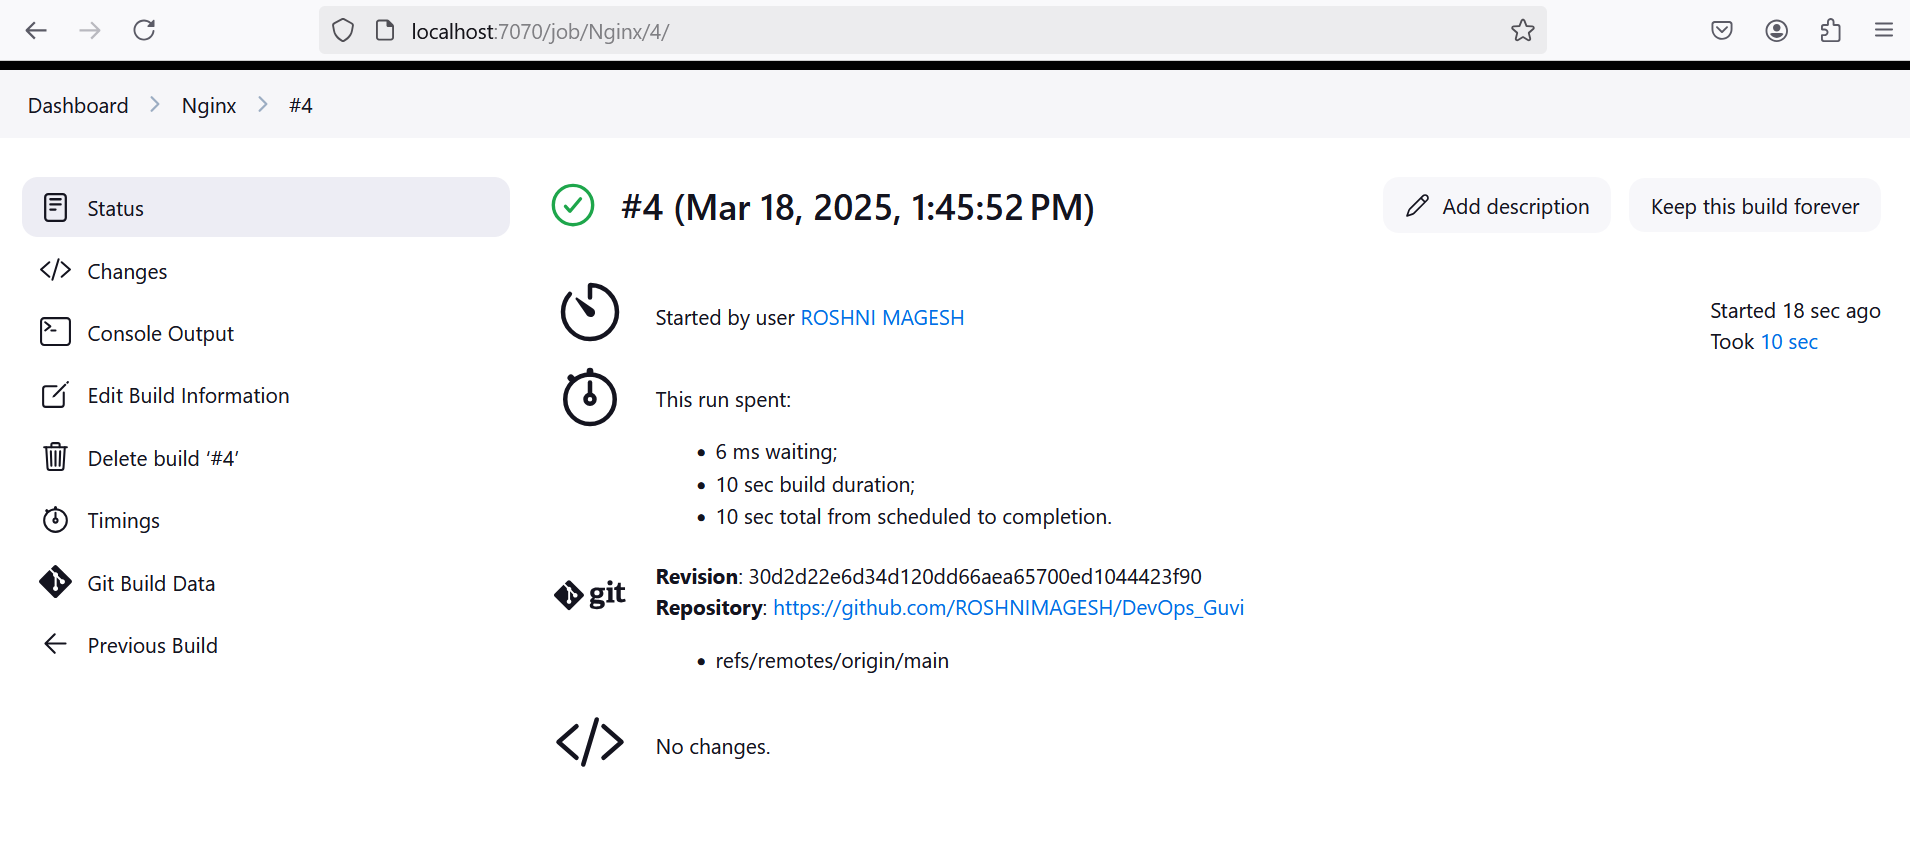 localhost:7070/job/Nginx/4/
Dashboard > Nginx > #4
Status
Changes
Console Output
Edit Build Information
Delete build ‘#4’
Timings
Git Build Data
Previous Build
#4 (Mar 18, 2025, 1:45:52 PM)
Add description
Keep this build forever
Started by user ROSHNI MAGESH
Started 18 sec ago
Took 10 sec
This run spent:
• 6 ms waiting;
• 10 sec build duration;
• 10 sec total from scheduled to completion.
git
Revision: 30d2d22e6d34d120dd66aea65700ed1044423f90
Repository: https://github.com/ROSHNIMAGESH/DevOps_Guvi
• refs/remotes/origin/main
No changes.